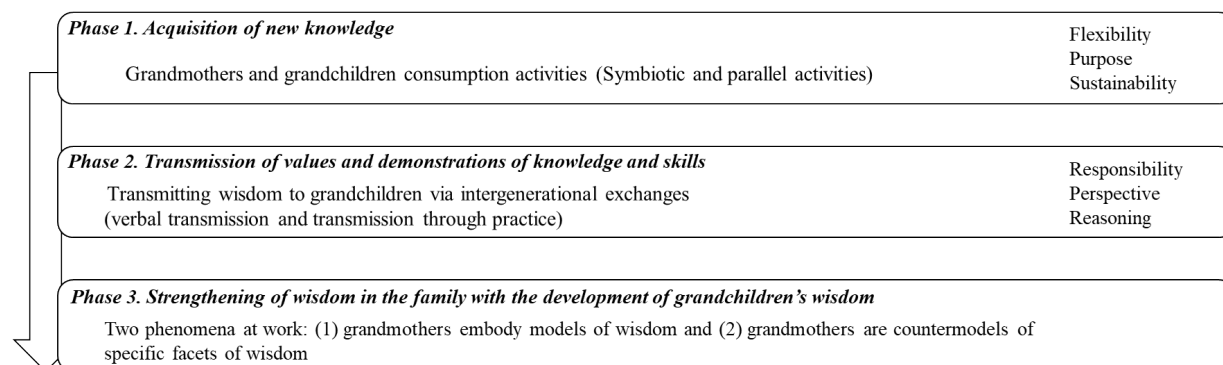 Phase 1. Acquisition of new knowledge
Grandmothers and grandchildren consumption activities (Symbiotic and parallel activities)
Flexibility
Purpose
Sustainability
Phase 2. Transmission of values and demonstrations of knowledge and skills
Transmitting wisdom to grandchildren via intergenerational exchanges
(verbal transmission and transmission through practice)
Responsibility
Perspective
Reasoning
Phase 3. Strengthening of wisdom in the family with the development of grandchildren's wisdom
Two phenomena at work: (1) grandmothers embody models of wisdom and (2) grandmothers are countermodels of
specific facets of wisdom